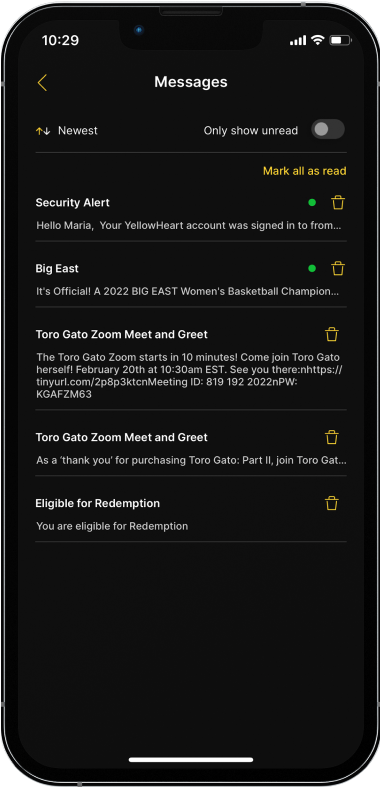 10:29
Messages
Newest
Only show unread
Mark all as read
Security Alert
Hello Maria,  Your YellowHeart account was signed in to from...
Big East
It's Official! A 2022 BIG EAST Women's Basketball Champion...
Toro Gato Zoom Meet and Greet
The Toro Gato Zoom starts in 10 minutes! Come join Toro Gato
herself! February 20th at 10:30am EST. See you there:nhttps://
tinyurl.com/2p8p3ktcnMeeting ID: 819 192 2022nPW:
KGAFZM63
Toro Gato Zoom Meet and Greet
As a ‘thank you’ for purchasing Toro Gato: Part II, join Toro Gat...
Eligible for Redemption
You are eligible for Redemption